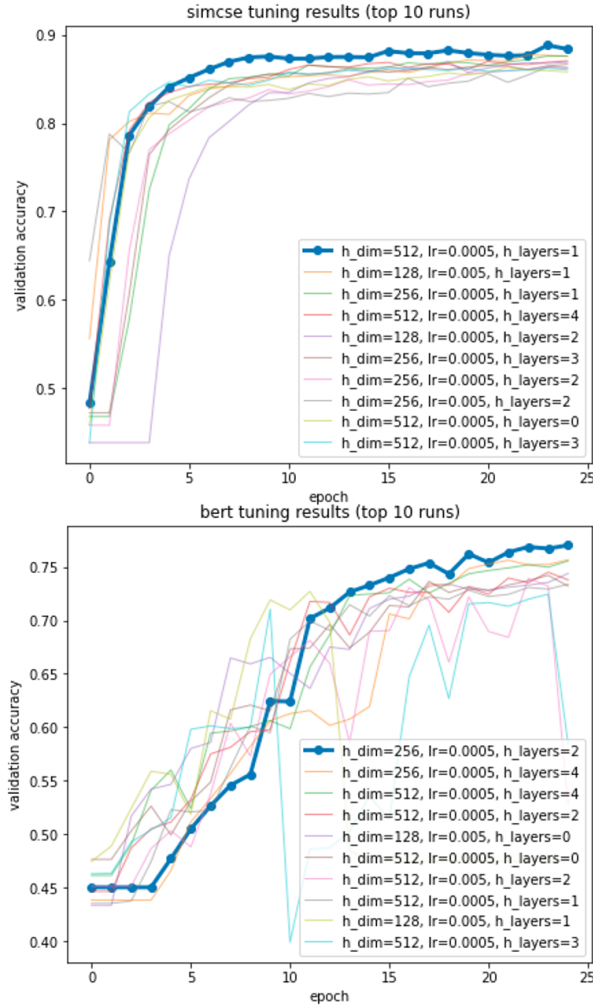 simcse tuning results (top 10 runs)
0.9
0.8
0.7
0.6
0.5
validation accuracy
h_dim=512, lr=0.0005, h_layers=1
h_dim=128, lr=0.005, h_layers=1
h_dim=256, lr=0.0005, h_layers=1
h_dim=512, lr=0.0005, h_layers=4
h_dim=128, lr=0.0005, h_layers=2
h_dim=256, lr=0.0005, h_layers=3
h_dim=256, lr=0.0005, h_layers=2
h_dim=256, lr=0.005, h_layers=2
h_dim=512, lr=0.0005, h_layers=0
h_dim=512, lr=0.0005, h_layers=3
0 5 10 15 20 25
epoch
bert tuning results (top 10 runs)
0.75
0.70
0.65
0.60
0.55
0.50
0.45
0.40
validation accuracy
h_dim=256, lr=0.0005, h_layers=2
h_dim=256, lr=0.0005, h_layers=4
h_dim=512, lr=0.0005, h_layers=4
h_dim=512, lr=0.0005, h_layers=2
h_dim=128, lr=0.005, h_layers=0
h_dim=512, lr=0.0005, h_layers=0
h_dim=512, lr=0.005, h_layers=2
h_dim=512, lr=0.0005, h_layers=1
h_dim=128, lr=0.005, h_layers=1
h_dim=512, lr=0.0005, h_layers=3
0 5 10 15 20 25
epoch